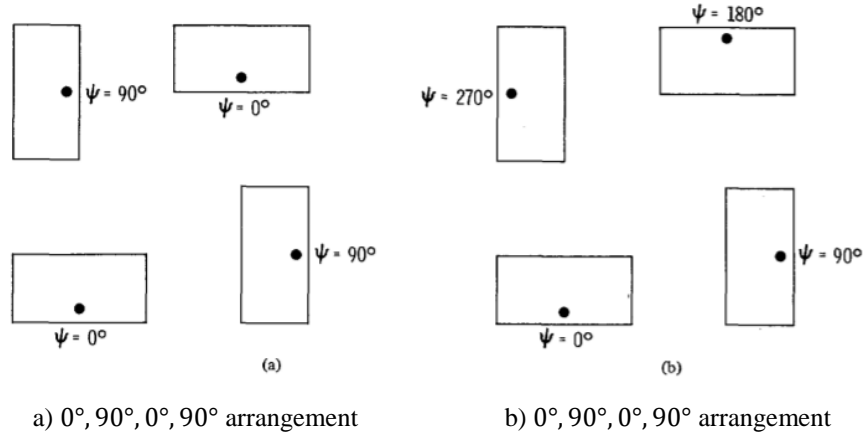 ψ = 180°
ψ = 90°
ψ = 0°
ψ = 270°
ψ = 90°
ψ = 90°
ψ = 0°
ψ = 0°
(a)
(b)
a) 0°, 90°, 0°, 90° arrangement
b) 0°, 90°, 0°, 90° arrangement